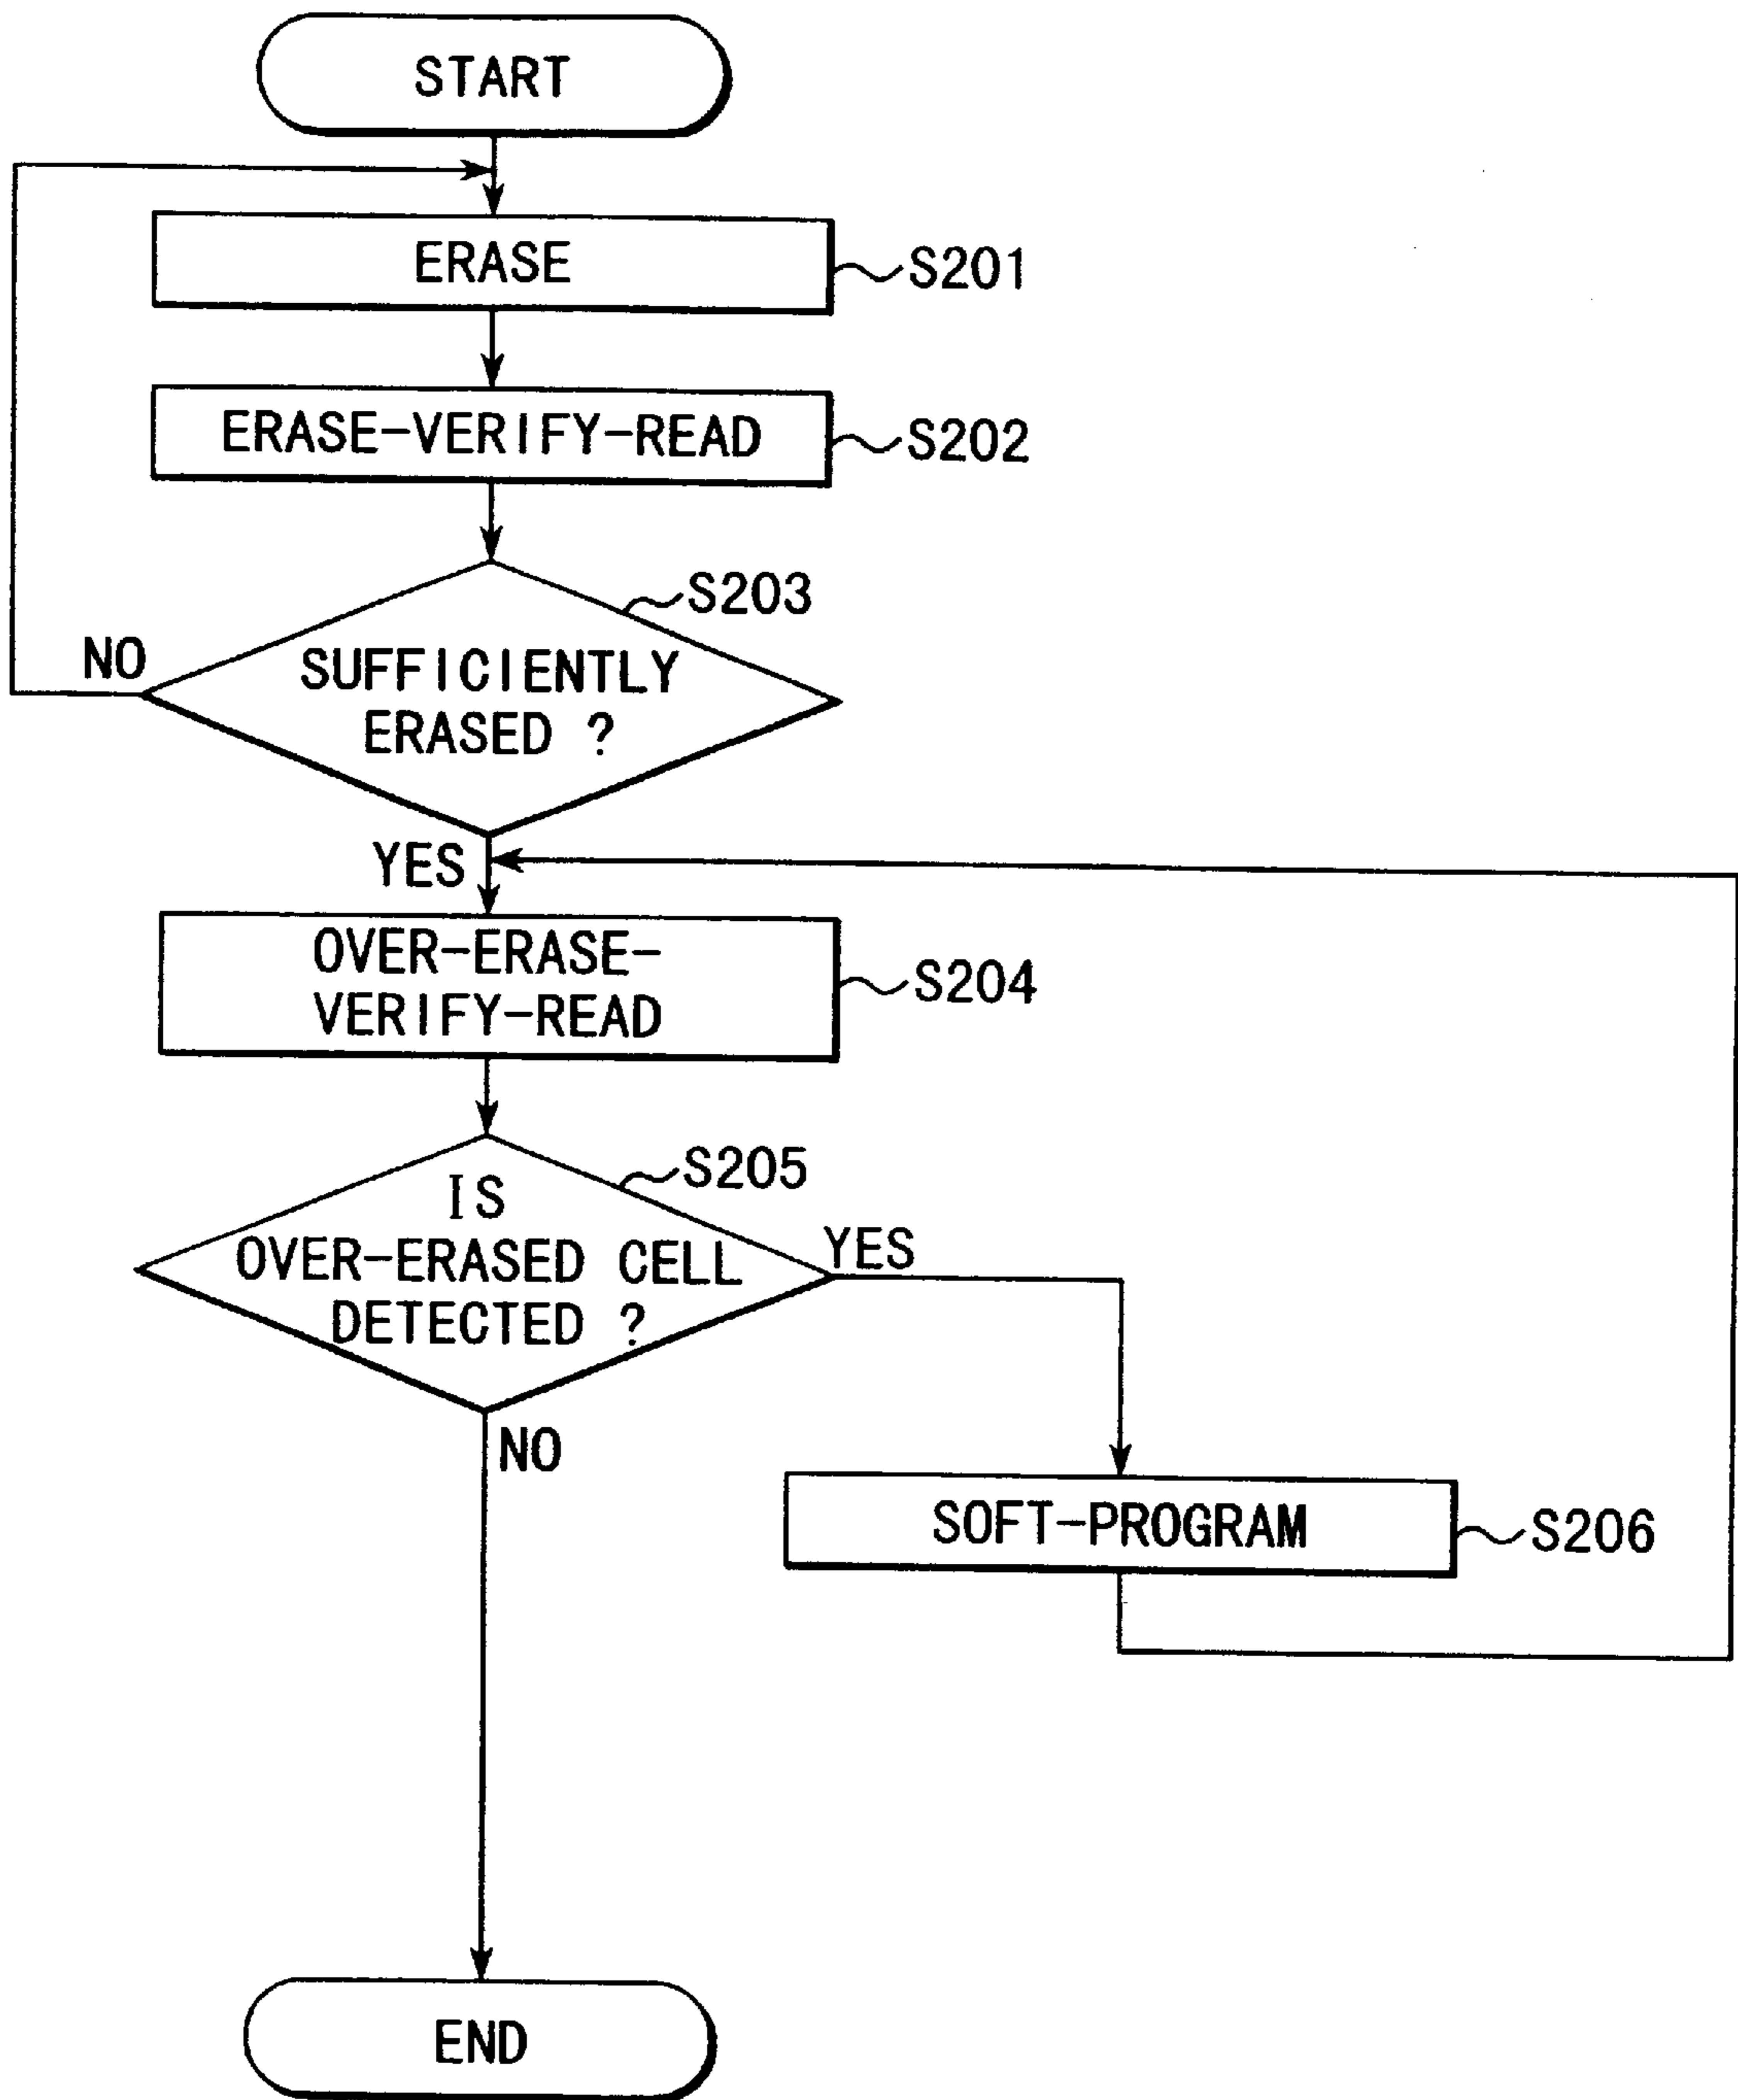 START
ERASE
S201
ERASE-VERIFY-READ
S202
S203
NO
SUFFICIENTLY
ERASED ?
YES
OVER-ERASE-
VERIFY-READ
S204
S205
IS
OVER-ERASED CELL
DETECTED ?
YES
NO
SOFT-PROGRAM
S206
END